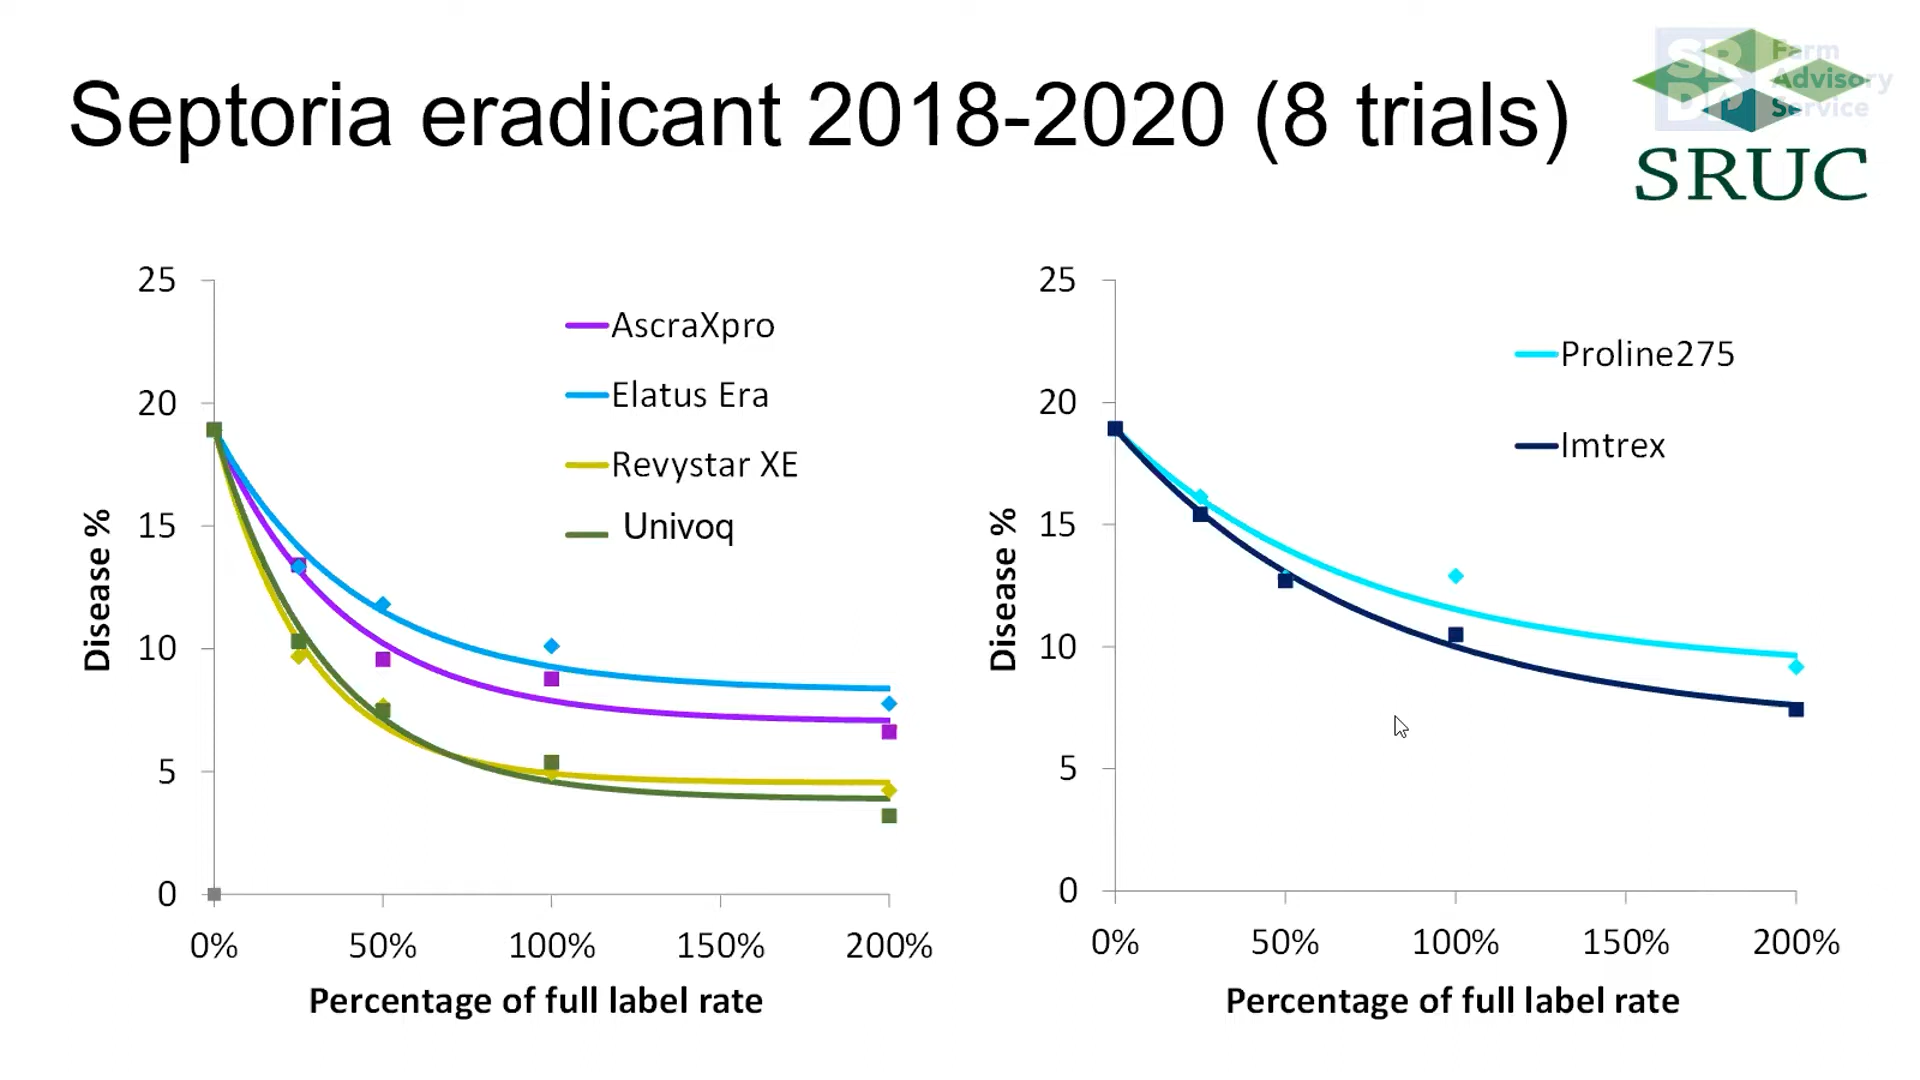 Septoria eradicant 2018-2020 (8 trials)
SR
DP
Farm
Advisory
Service
SRUC
25
20
15
10
5
0
Disease %
AscraXpro
Elatus Era
Revystar XE
Univoq
0%
50%
100%
150%
200%
Percentage of full label rate
25
20
15
10
5
0
Disease %
Proline275
Imtrex
0%
50%
100%
150%
200%
Percentage of full label rate